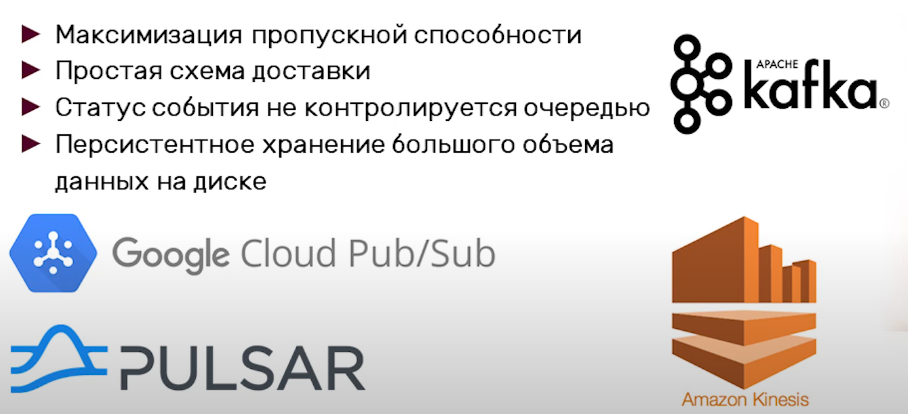 Максимизация пропускной способности
Простая схема доставки
Статус события не контролируется очередью
Персистентное хранение большого объема
данных на диске
APACHE
kafka®
Google Cloud Pub/Sub
PULSAR
Amazon Kinesis